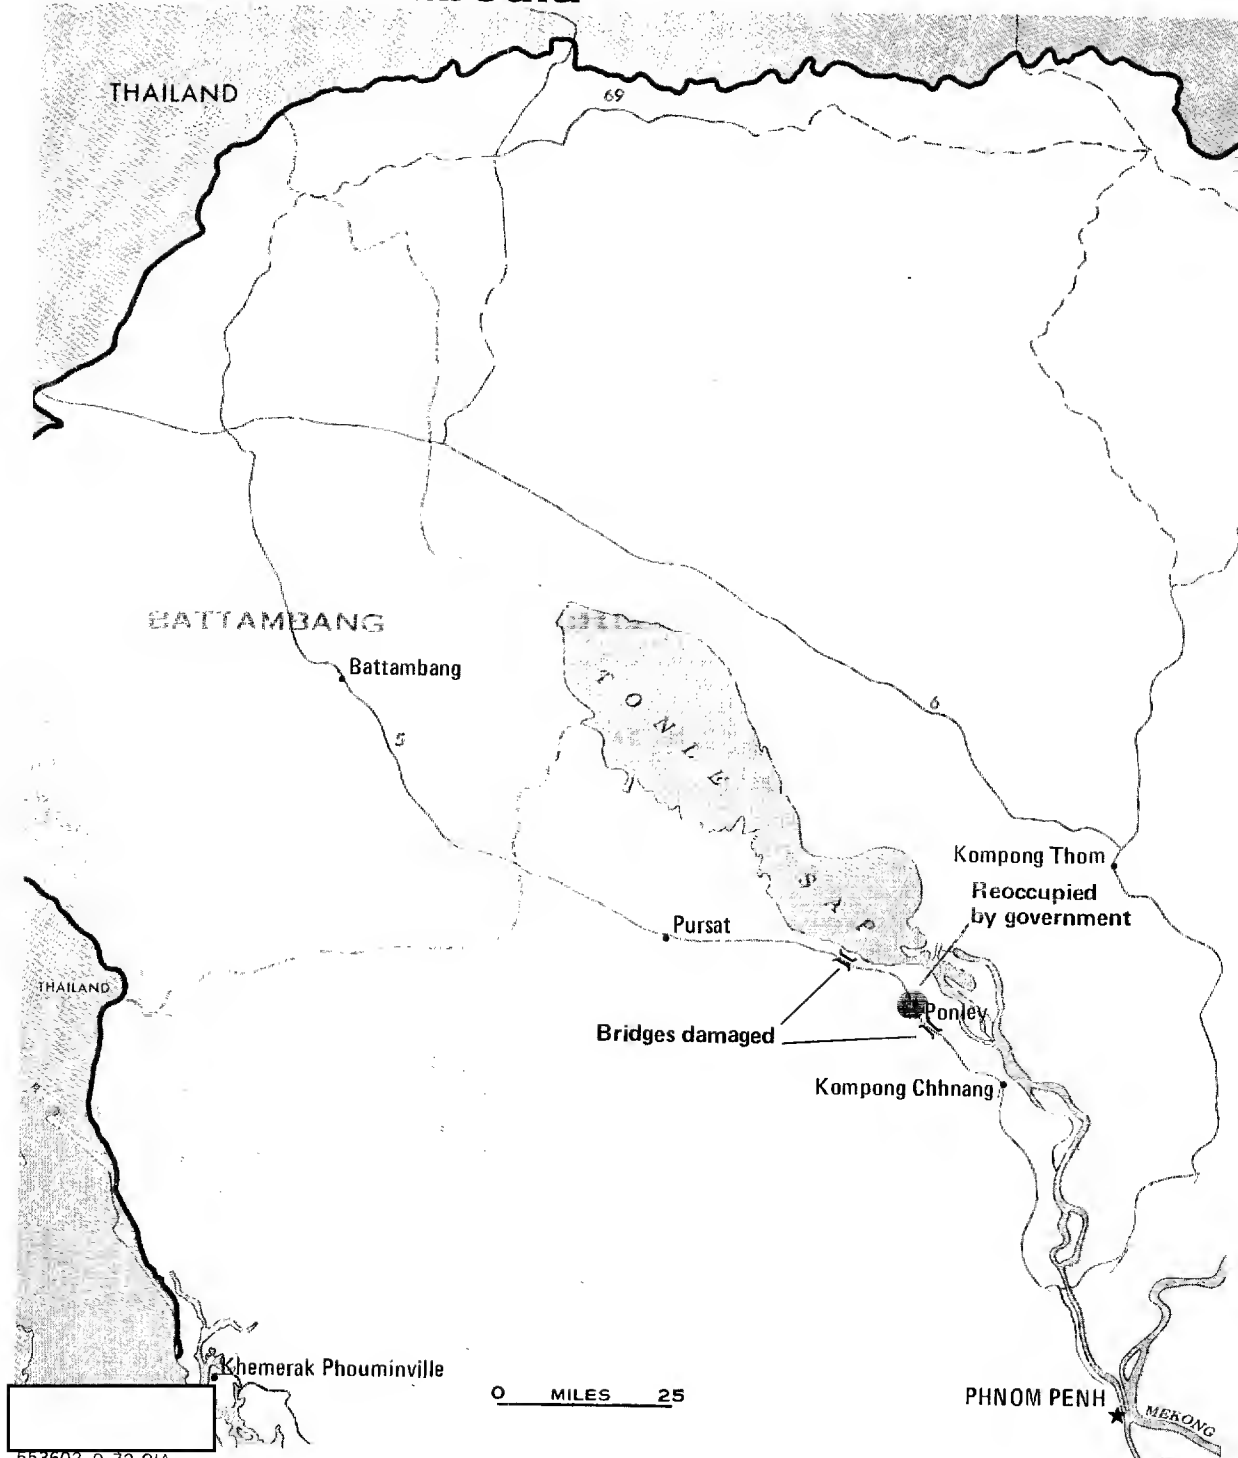 THAILAND
69
BATTAMBANG
Battambang
TONLE SAP
5
6
Kompong Thom
Reoccupied
by government
Pursat
THAILAND
Ponley
Bridges damaged
Kompong Chhnang
Khemerak Phouminville
0 MILES 25
PHNOM PENH
MEKONG